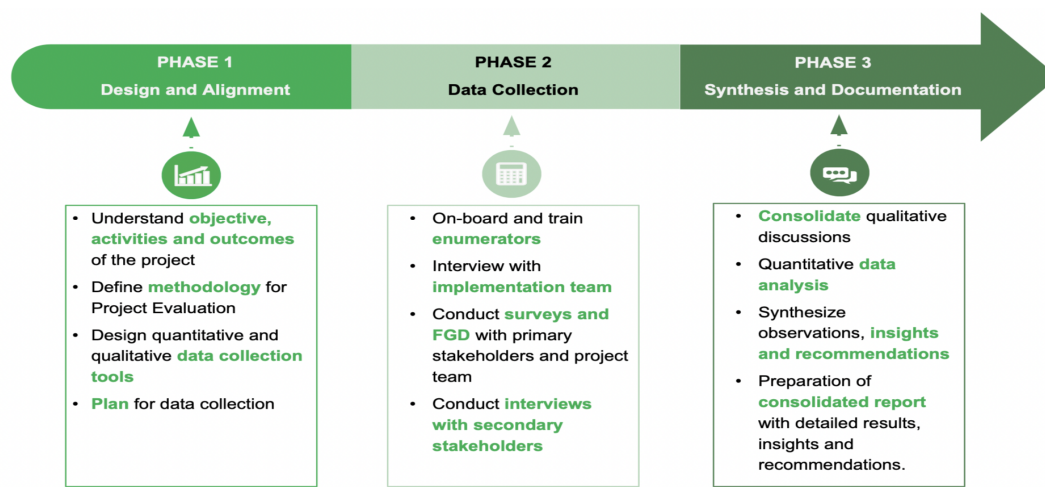 PHASE 1
Design and Alignment
PHASE 2
Data Collection
PHASE 3
Synthesis and Documentation
• Understand objective,
activities and outcomes
of the project
• Define methodology for
Project Evaluation
• Design quantitative and
qualitative data collection
tools
• Plan for data collection
• On-board and train
enumerators
• Interview with
implementation team
• Conduct surveys and
FGD with primary
stakeholders and project
team
• Conduct interviews
with secondary
stakeholders
• Consolidate qualitative
discussions
• Quantitative data
analysis
• Synthesize
observations, insights
and recommendations
• Preparation of
consolidated report
with detailed results,
insights and
recommendations.